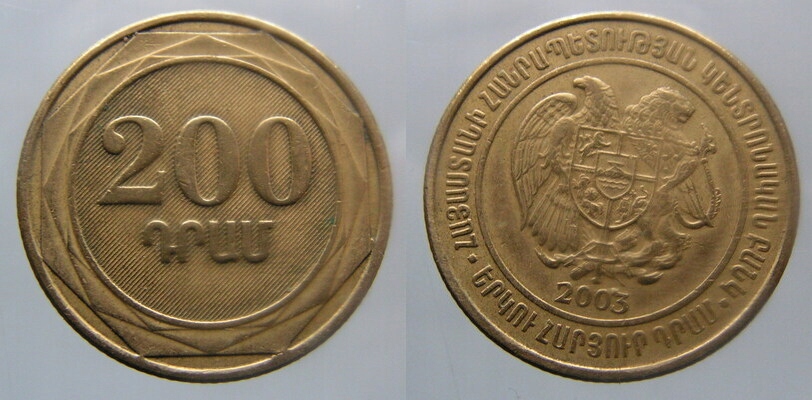 200
ԴՐԱՄ
ՀԱՅԱՍՏԱՆԻ ՀԱՆՐԱՊԵՏՈՒԹՅԱՆ ԿԵՆՏՐՈՆԱԿԱՆ ԲԱՆԿ
• ԵՐԿՈՒ ՀԱՐՅՈՒՐ ԴՐԱՄ •
2003